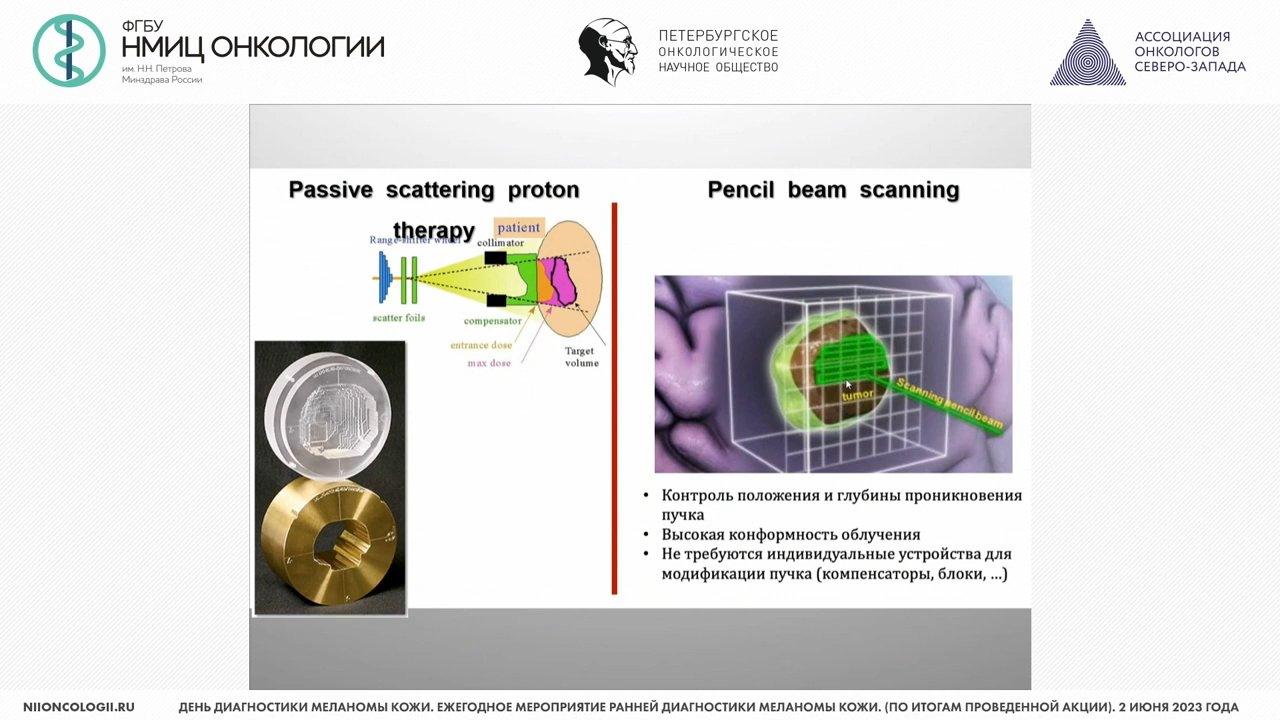 ФГБУ
НМИЦ ОНКОЛОГИИ
им. Н.Н. Петрова
Минздрава России
ПЕТЕРБУРГСКОЕ
ОНКОЛОГИЧЕСКОЕ
НАУЧНОЕ ОБЩЕСТВО
АССОЦИАЦИЯ
ОНКОЛОГОВ
СЕВЕРО-ЗАПАДА
Passive scattering proton
therapy
patient
Range-shifter wheel
collimator
scatter foils
compensator
entrance dose
max dose
Target
volume
Pencil beam scanning
tumor
Scanning pencil beam
• Контроль положения и глубины проникновения
пучка
• Высокая конформность облучения
• Не требуются индивидуальные устройства для
модификации пучка (компенсаторы, блоки, ...)
NIIONCOLOGII.RU
ДЕНЬ ДИАГНОСТИКИ МЕЛАНОМЫ КОЖИ. ЕЖЕГОДНОЕ МЕРОПРИЯТИЕ РАННЕЙ ДИАГНОСТИКИ МЕЛАНОМЫ КОЖИ. (ПО ИТОГАМ ПРОВЕДЕННОЙ АКЦИИ). 2 ИЮНЯ 2023 ГОДА